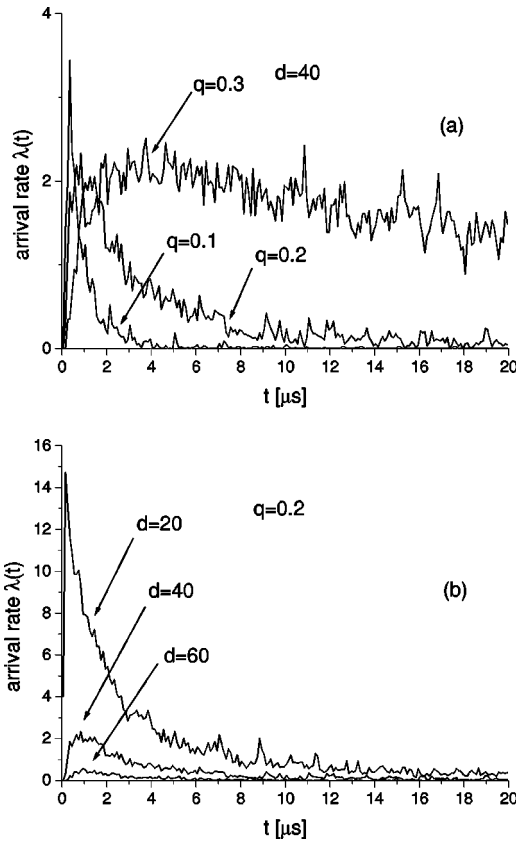 4
q=0.3 d=40
(a)
arrival rate λ(t)
2
q=0.1
q=0.2
0
0 2 4 6 8 10 12 14 16 18 20
t [μs]
16
14
q=0.2
d=20
12
10
arrival rate λ(t)
d=40
(b)
8
d=60
6
4
2
0
0 2 4 6 8 10 12 14 16 18 20
t [μs]